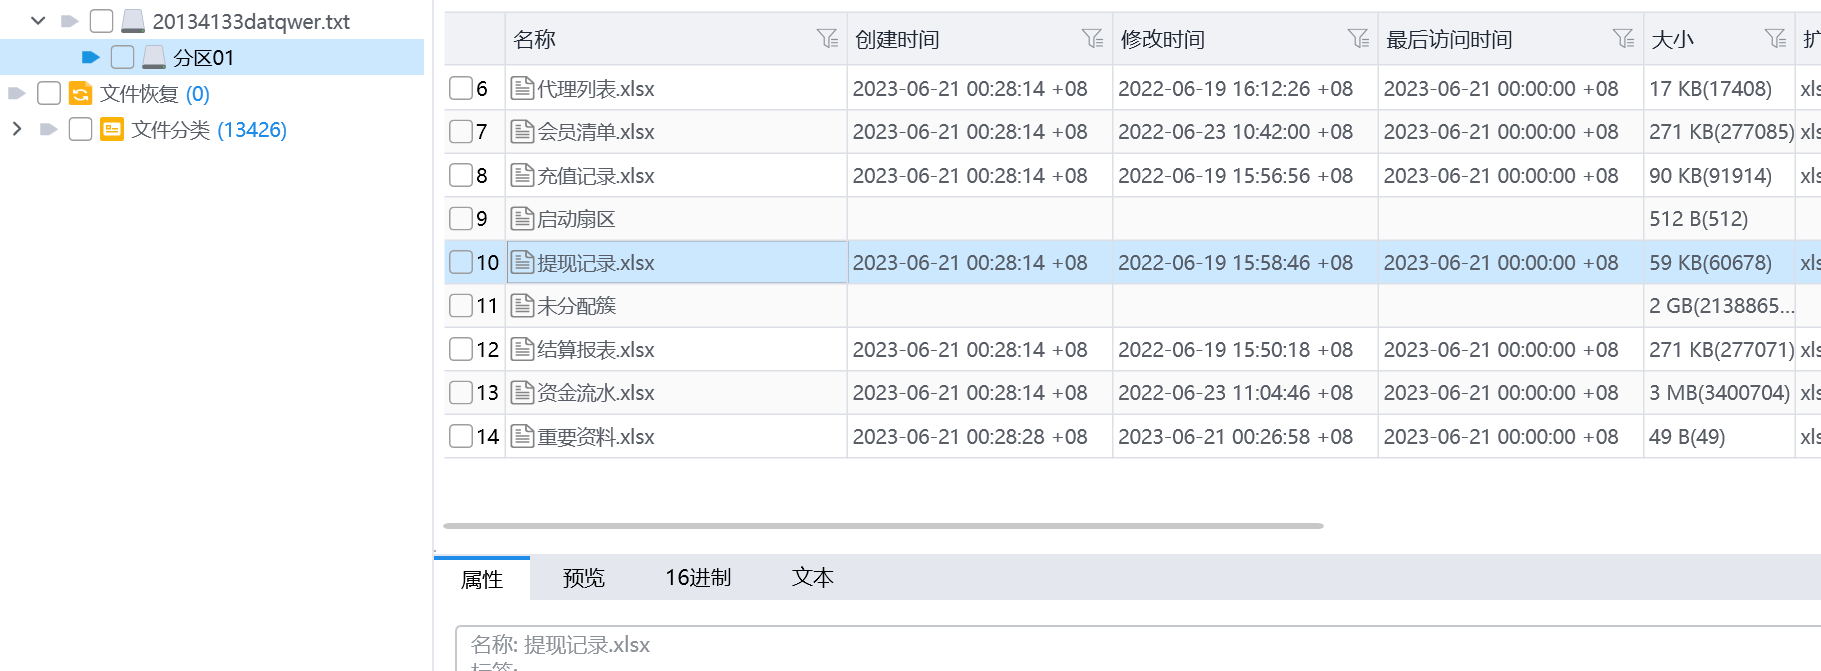 20134133datqwer.txt
分区01
文件恢复 (0)
文件分类 (13426)
名称 创建时间 修改时间 最后访问时间 大小 扩
6 代理列表.xlsx 2023-06-21 00:28:14 +08 2022-06-19 16:12:26 +08 2023-06-21 00:00:00 +08 17 KB(17408) xls
7 会员清单.xlsx 2023-06-21 00:28:14 +08 2022-06-23 10:42:00 +08 2023-06-21 00:00:00 +08 271 KB(277085) xls
8 充值记录.xlsx 2023-06-21 00:28:14 +08 2022-06-19 15:56:56 +08 2023-06-21 00:00:00 +08 90 KB(91914) xls
9 启动扇区 512 B(512)
10 提现记录.xlsx 2023-06-21 00:28:14 +08 2022-06-19 15:58:46 +08 2023-06-21 00:00:00 +08 59 KB(60678) xls
11 未分配簇 2 GB(2138865...
12 结算报表.xlsx 2023-06-21 00:28:14 +08 2022-06-19 15:50:18 +08 2023-06-21 00:00:00 +08 271 KB(277071) xls
13 资金流水.xlsx 2023-06-21 00:28:14 +08 2022-06-23 11:04:46 +08 2023-06-21 00:00:00 +08 3 MB(3400704) xls
14 重要资料.xlsx 2023-06-21 00:28:28 +08 2023-06-21 00:26:58 +08 2023-06-21 00:00:00 +08 49 B(49) xls
属性 预览 16进制 文本
名称: 提现记录.xlsx
标签: